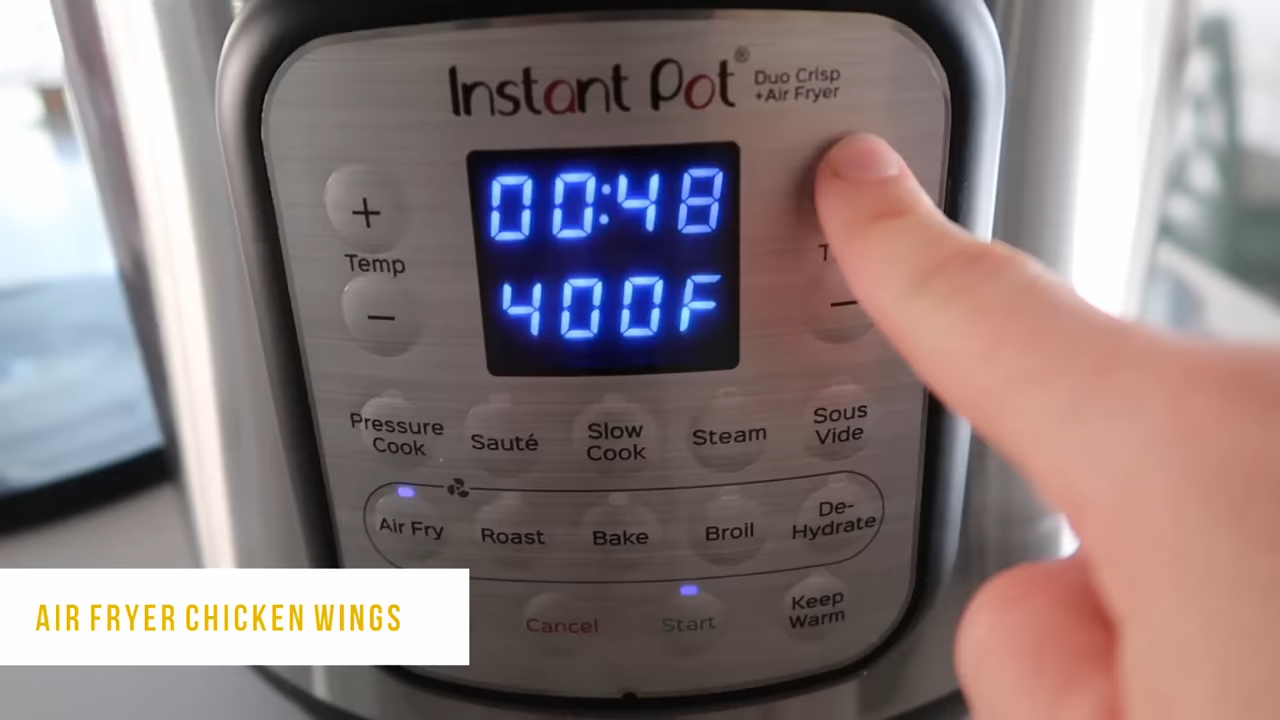 Instant Pot®
Duo Crisp
+Air Fryer
00:48
400F
+
Temp
−
−
Pressure
Cook
Sauté
Slow
Cook
Steam
Sous
Vide
Air Fry
Roast
Bake
Broil
De-
Hydrate
Cancel
Start
Keep
Warm
AIR FRYER CHICKEN WINGS